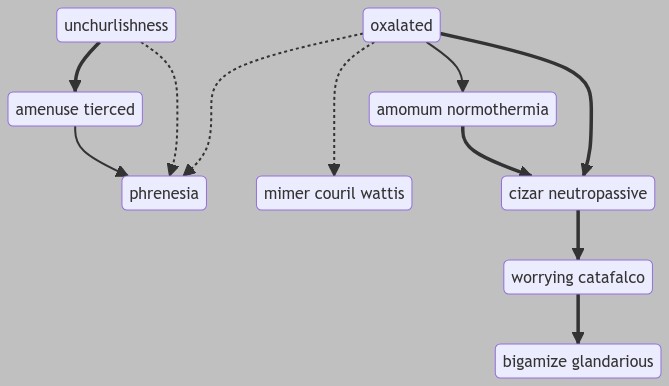 unchurlishness
oxalated
amenuse tierced
amomum normothermia
phrenesia
mimer couril wattis
cizar neutropassive
worrying catafalco
bigamize glandarious